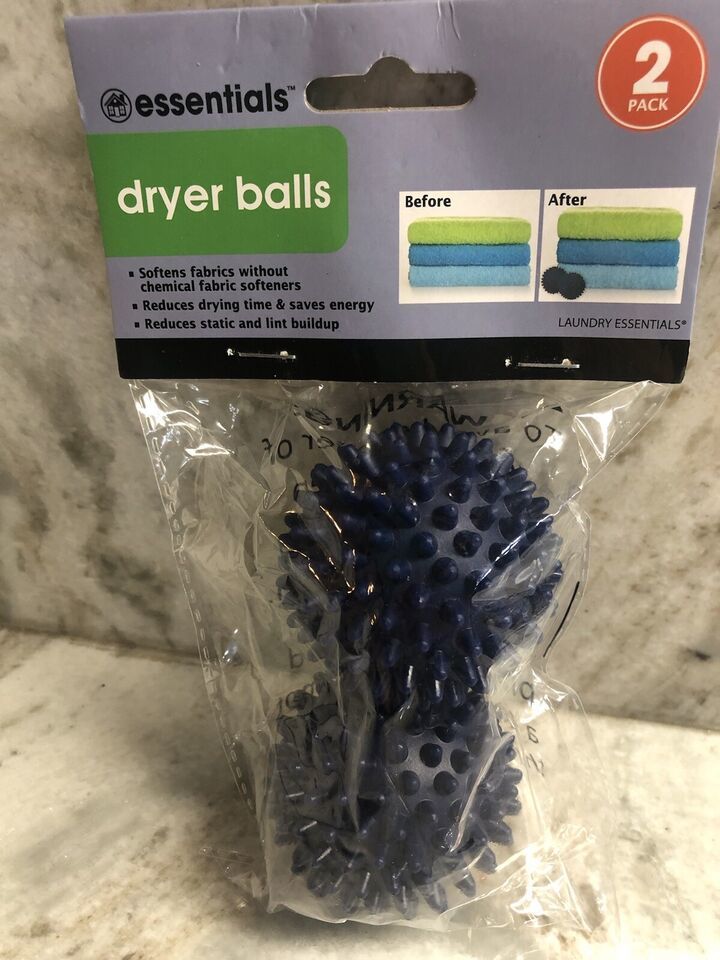 essentials™
2
PACK
dryer balls
Before
After
▪ Softens fabrics without
chemical fabric softeners
▪ Reduces drying time & saves energy
▪ Reduces static and lint buildup
LAUNDRY ESSENTIALS®
WARNING